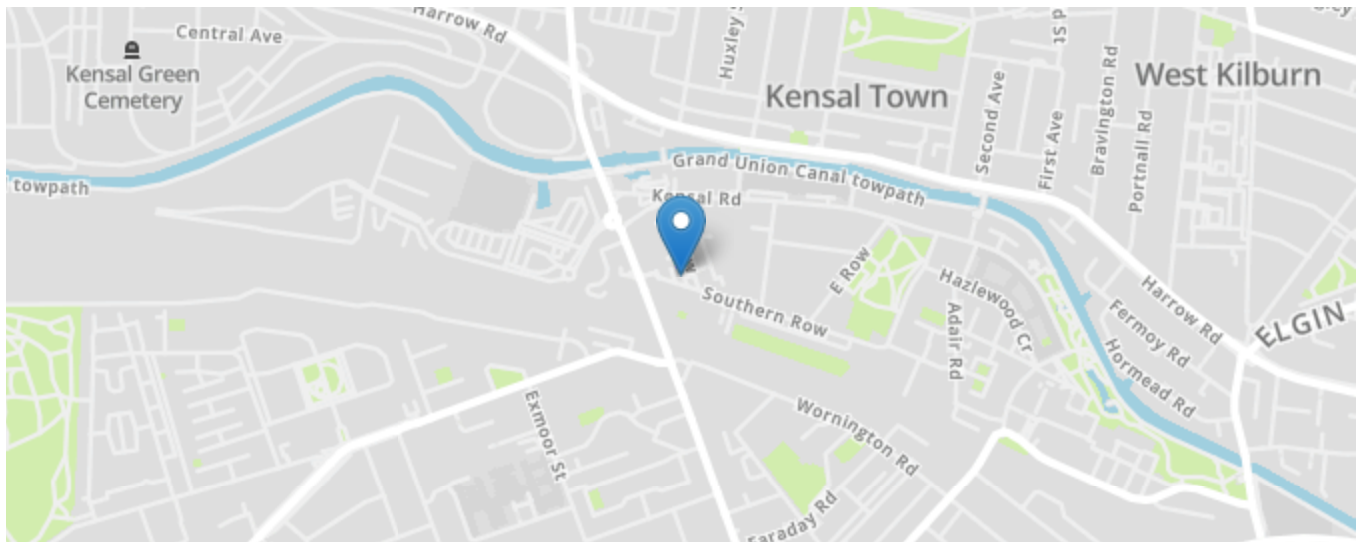 Harrow Rd
Central Ave
Kensal Green
Cemetery
Huxley
Kensal Town
West Kilburn
Second Ave
First Ave
Bravington Rd
Portnall Rd
towpath
Grand Union Canal towpath
Kensal Rd
E Row
Southern Row
Hazlewood Cr
Adair Rd
Harrow Rd
Fermoy Rd
Hormead Rd
ELGIN
Exmoor St
Wornington Rd
Faraday Rd